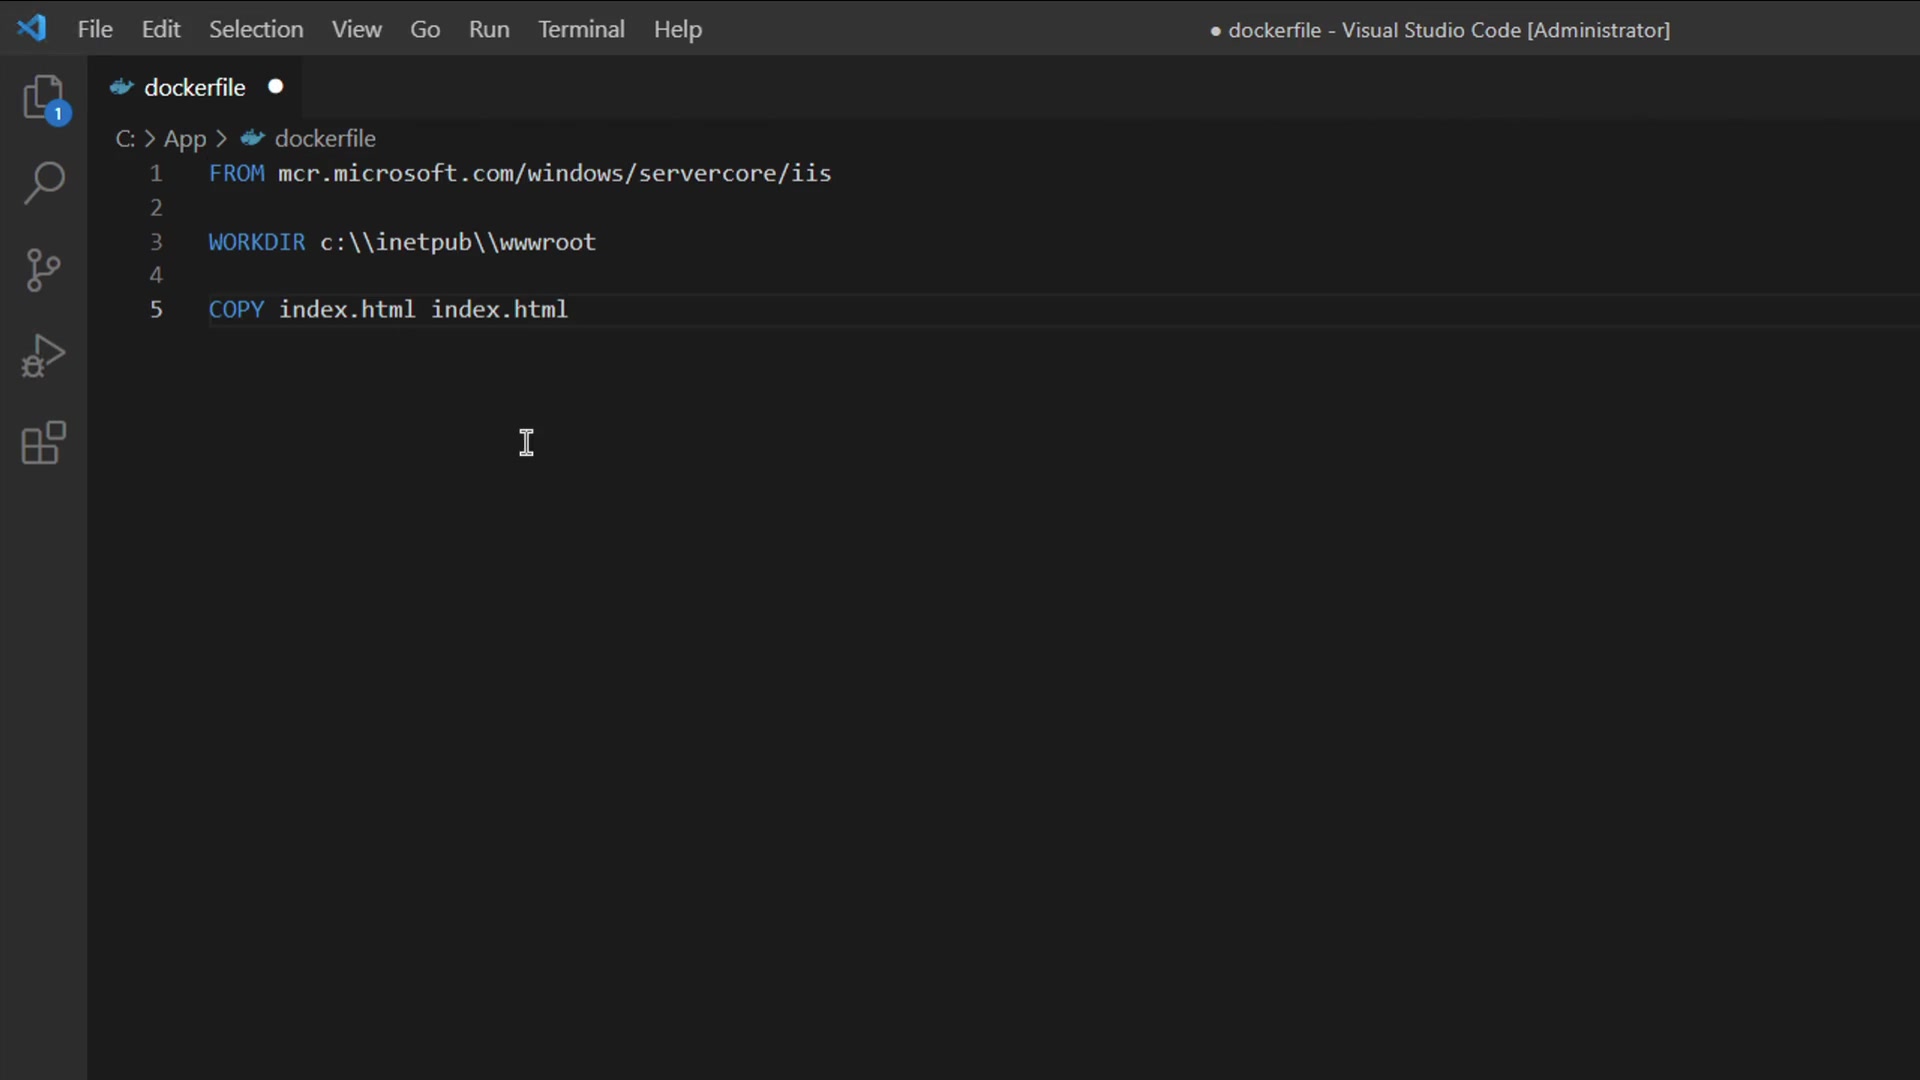 File Edit Selection View Go Run Terminal Help ● dockerfile - Visual Studio Code [Administrator]
dockerfile ●
1
C: > App > dockerfile
1 FROM mcr.microsoft.com/windows/servercore/iis
2
3 WORKDIR c:\\inetpub\\wwwroot
4
5 COPY index.html index.html